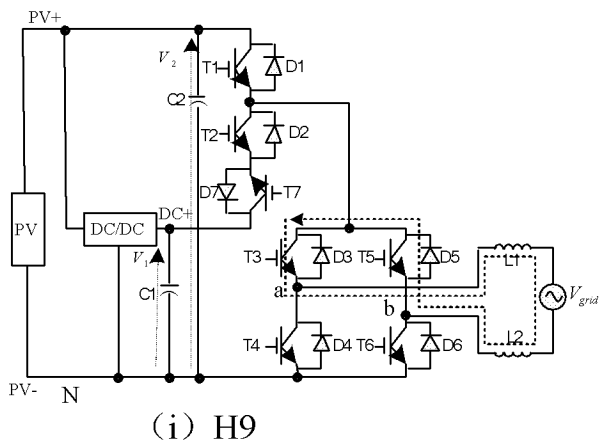 PV+
V2
T1
D1
C2
T2
D2
D7
T7
PV
DC/DC
DC+
V1
C1
T3
D3
T5
D5
L1
a
b
Vgrid
T4
D4
T6
D6
L2
PV-
N
(i) H9